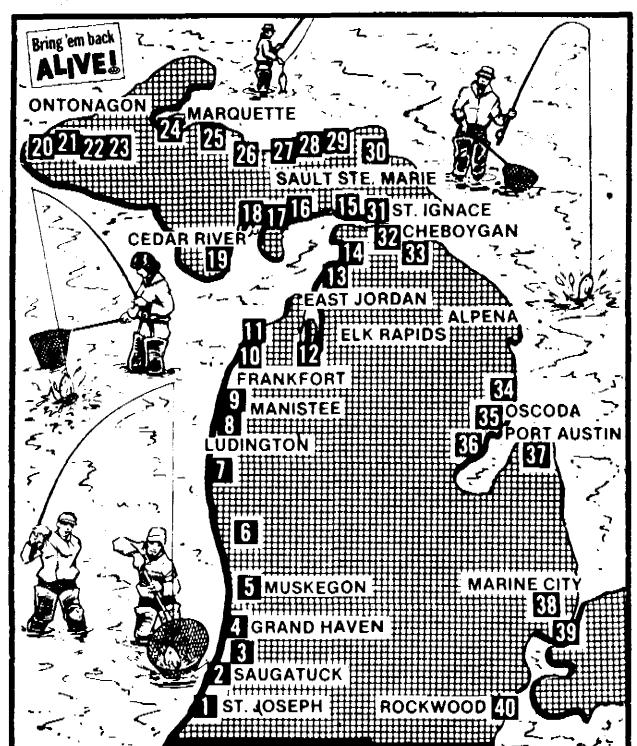 Bring 'em back
ALIVE!
ONTONAGON
MARQUETTE
20 21 22 23
24
25
26
27
28
29
30
SAULT STE. MARIE
18
17
16
15
31 ST. IGNACE
32 CHEBOYGAN
33
CEDAR RIVER
19
14
13
EAST JORDAN
ALPENA
11
ELK RAPIDS
10
12
FRANKFORT
9
MANISTEE
8
34
35 OSCODA
LUDINGTON
36
PORT AUSTIN
37
7
6
5 MUSKEGON
MARINE CITY
38
4 GRAND HAVEN
39
3
2 SAUGATUCK
1 ST. JOSEPH
ROCKWOOD 40